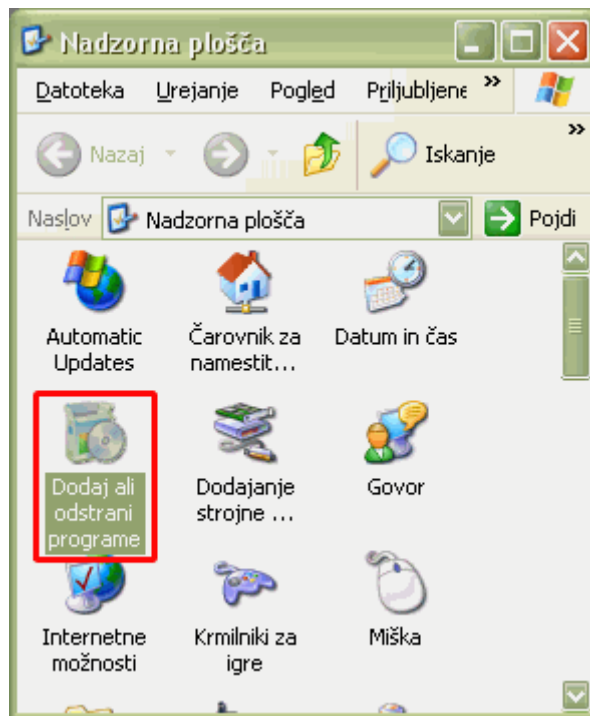 Nadzorna plošča
Datoteka Urejanje Pogled Priljubljene »
Nazaj Iskanje »
Naslov Nadzorna plošča Pojdi
Automatic Updates
Čarovnik za namestit...
Datum in čas
Dodaj ali odstrani programe
Dodajanje strojne ...
Govor
Internetne možnosti
Krmilniki za igre
Miška